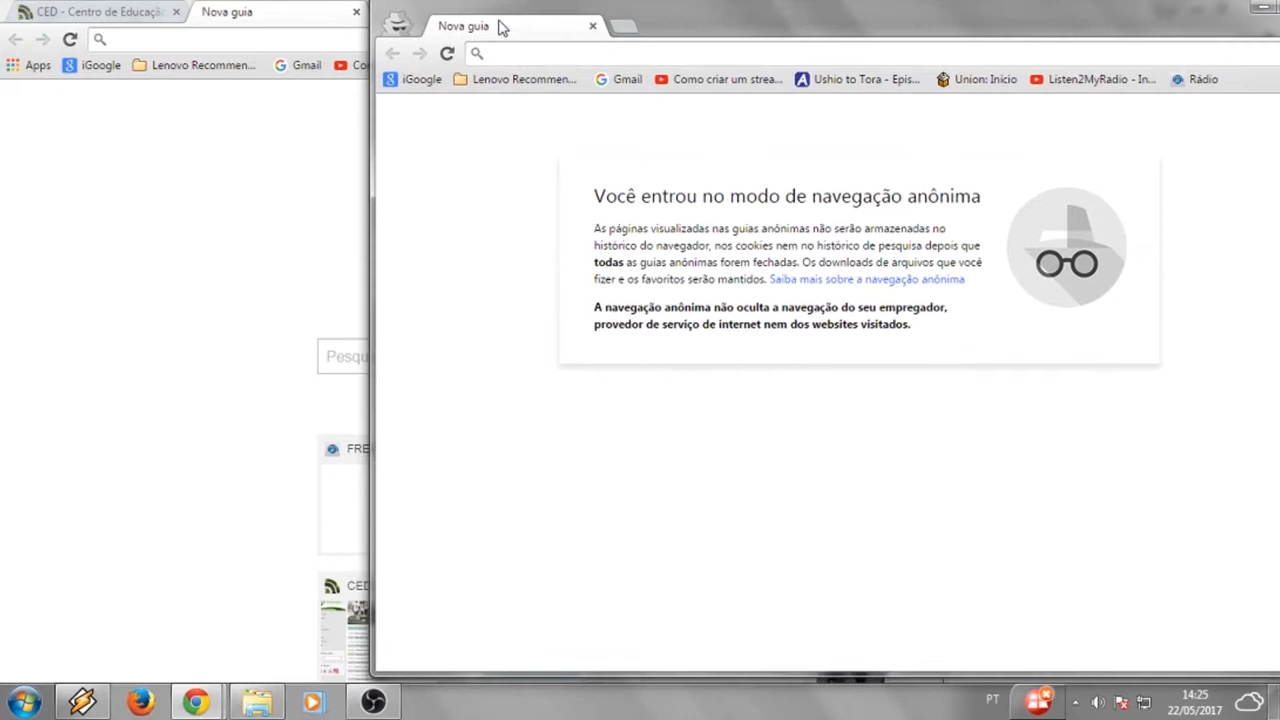 CED - Centro de Educaçã
Nova guia
Nova guia
Apps
iGoogle
Lenovo Recommen...
Gmail
iGoogle
Lenovo Recommen...
Gmail
Como criar um strea...
Ushio to Tora - Epis...
Union: Inicio
Listen2MyRadio - In...
Rádio
Você entrou no modo de navegação anônima
As páginas visualizadas nas guias anônimas não serão armazenadas no
histórico do navegador, nos cookies nem no histórico de pesquisa depois que
todas as guias anônimas forem fechadas. Os downloads de arquivos que você
fizer e os favoritos serão mantidos. Saiba mais sobre a navegação anônima
A navegação anônima não oculta a navegação do seu empregador,
provedor de serviço de internet nem dos websites visitados.
Pesqu
FRE
CED
PT
14:25
22/05/2017